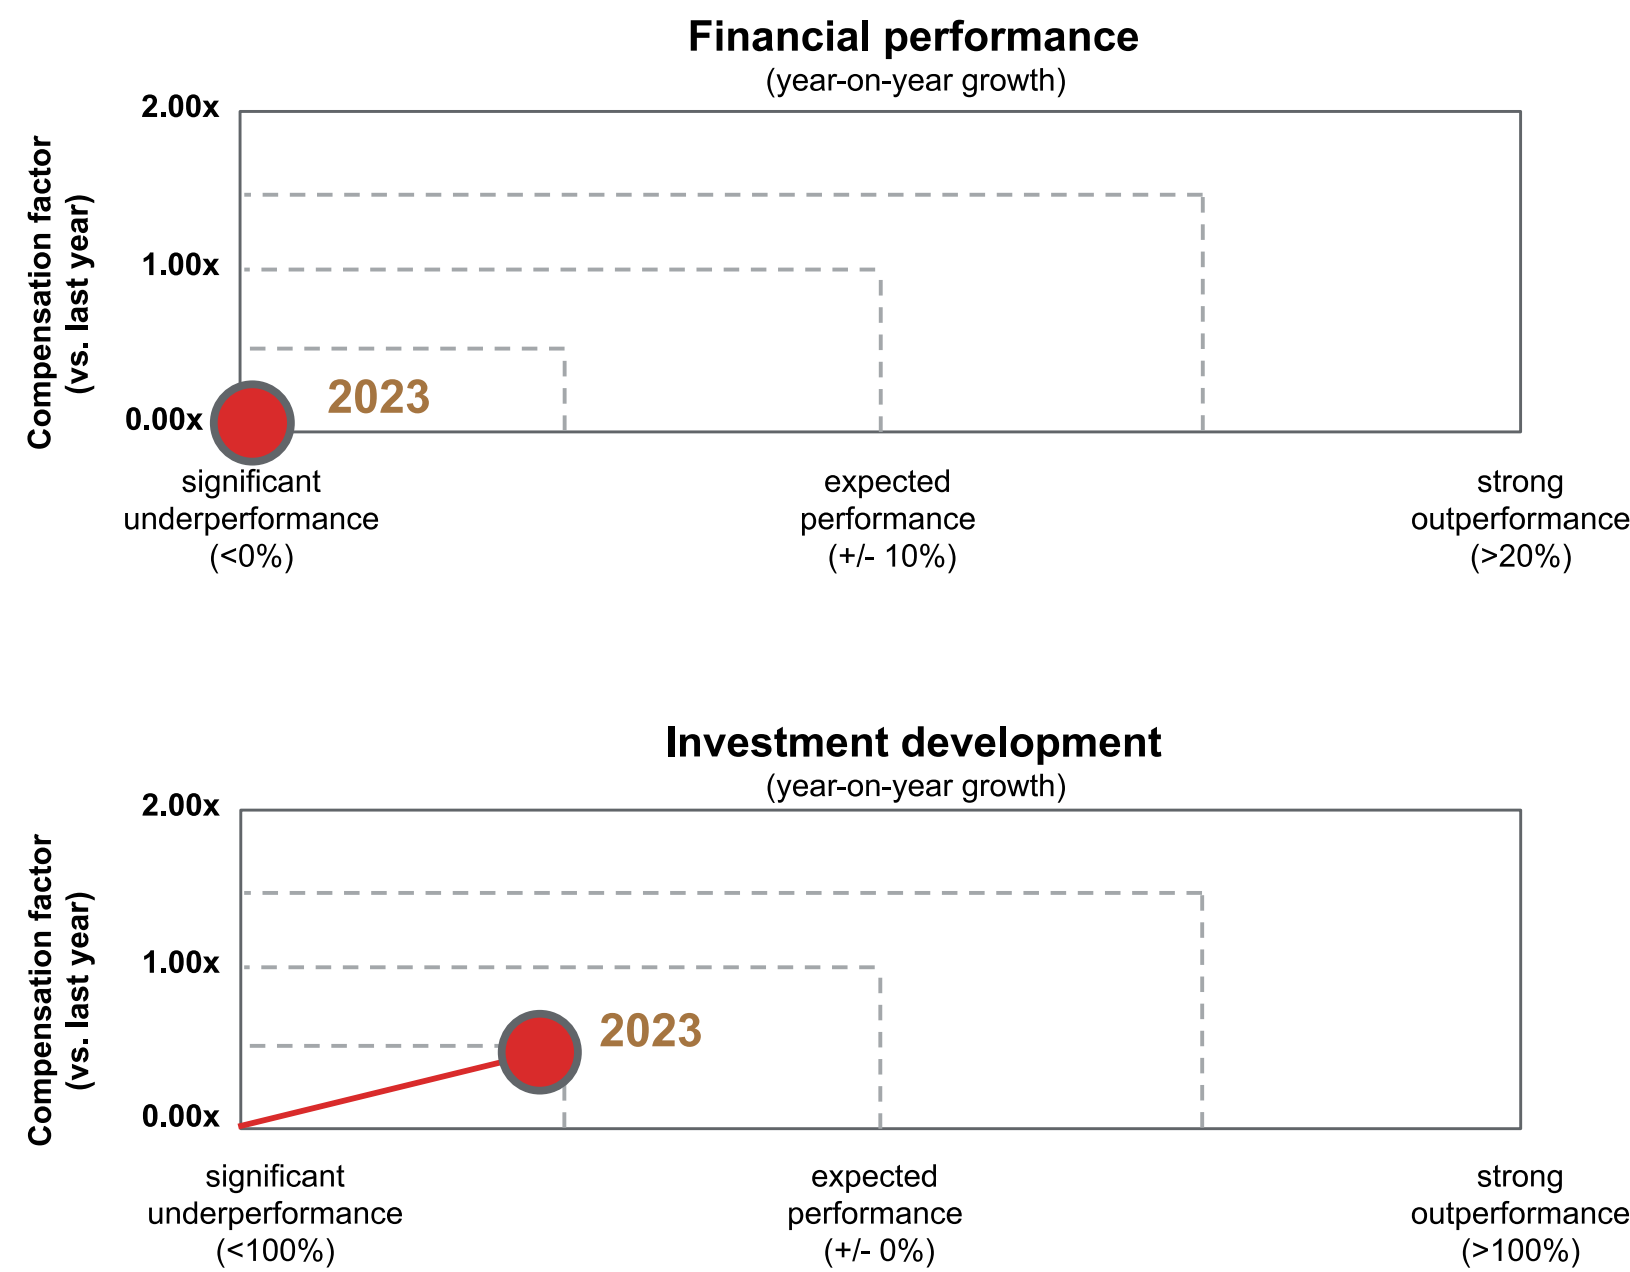 Financial performance
(year-on-year growth)
Compensation factor
(vs. last year)
2.00x
1.00x
0.00x
2023
significant
underperformance
(<0%)
expected
performance
(+/- 10%)
strong
outperformance
(>20%)
Investment development
(year-on-year growth)
Compensation factor
(vs. last year)
2.00x
1.00x
0.00x
2023
significant
underperformance
(<100%)
expected
performance
(+/- 0%)
strong
outperformance
(>100%)